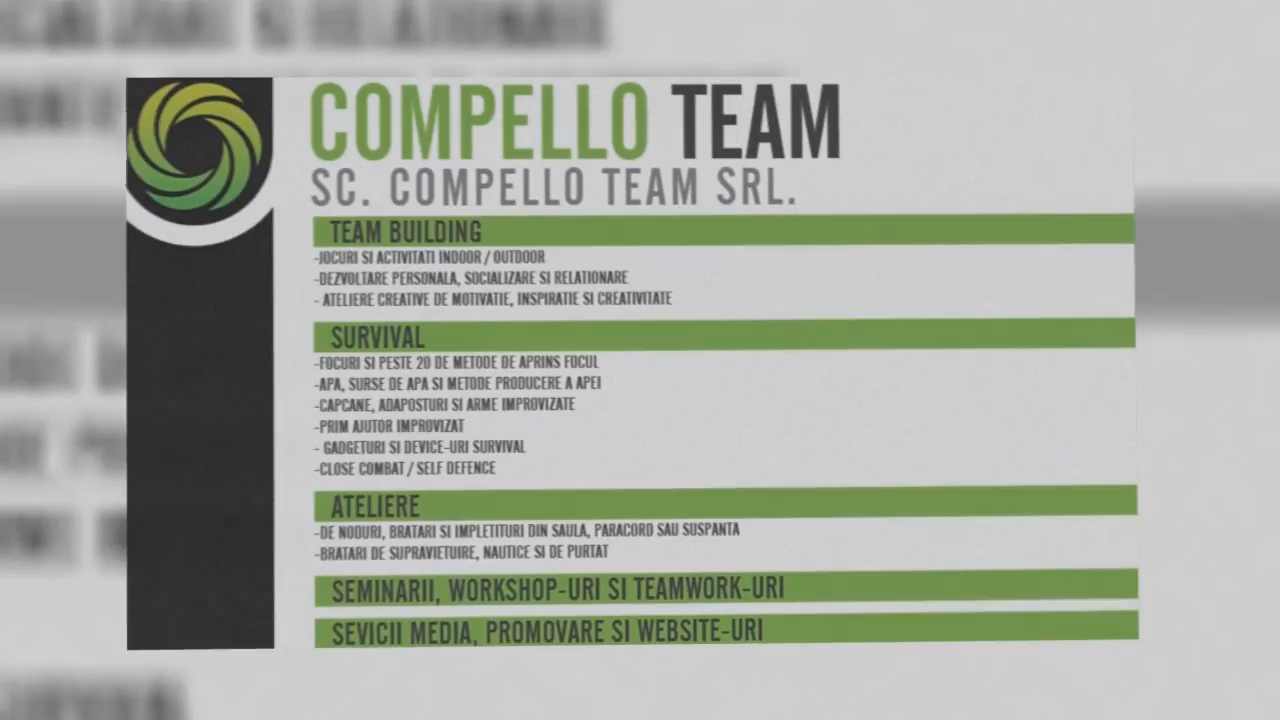 COMPELLO TEAM
SC. COMPELLO TEAM SRL.
TEAM BUILDING
-JOCURI SI ACTIVITATI INDOOR / OUTDOOR
-DEZVOLTARE PERSONALA, SOCIALIZARE SI RELATIONARE
- ATELIERE CREATIVE DE MOTIVATIE, INSPIRATIE SI CREATIVITATE
SURVIVAL
-FOCURI SI PESTE 20 DE METODE DE APRINS FOCUL
-APA, SURSE DE APA SI METODE PRODUCERE A APEI
-CAPCANE, ADAPOSTURI SI ARME IMPROVIZATE
-PRIM AJUTOR IMPROVIZAT
- GADGETURI SI DEVICE-URI SURVIVAL
-CLOSE COMBAT / SELF DEFENCE
ATELIERE
-DE NODURI, BRATARI SI IMPLETITURI DIN SAULA, PARACORD SAU SUSPANTA
-BRATARI DE SUPRAVIETUIRE, NAUTICE SI DE PURTAT
SEMINARII, WORKSHOP-URI SI TEAMWORK-URI
SEVICII MEDIA, PROMOVARE SI WEBSITE-URI